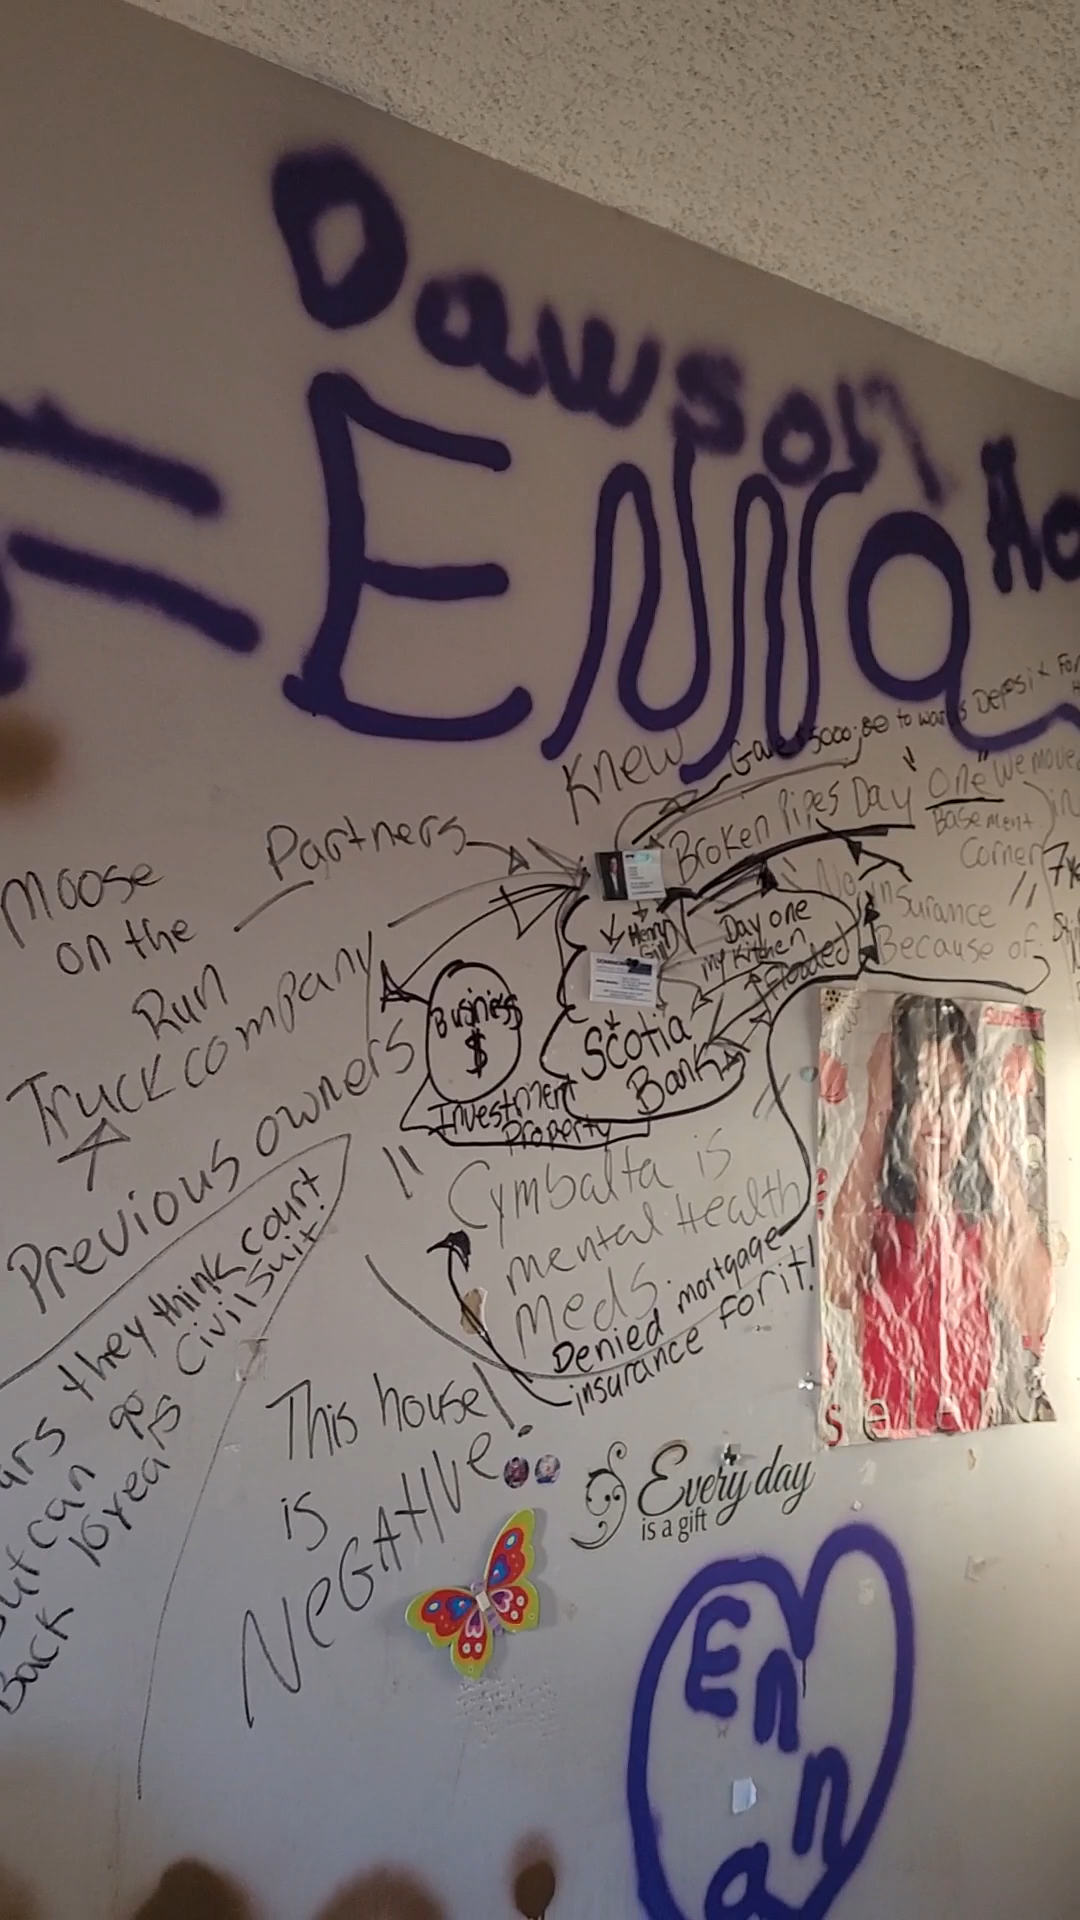 Dawson
= ENNa
Knew
Gave $5000.00 to wards Deposit
Broken Pipes Day "One" We moved
in
Basement
Corner
Partners
Moose
on the
Run
Truck company
Previous owners
No insurance
Because of
Day one
my Kitchen
Flooded
Business
$
Investment
Property
Scotia
Bank
Cymbalta is
mental Health
Meds.
Denied mortgage
insurance for it!
they think court
Civil Suit!
But can go
Back 10 years
This house!
is
NeGAtIVe.
Every day
is a gift
Enna